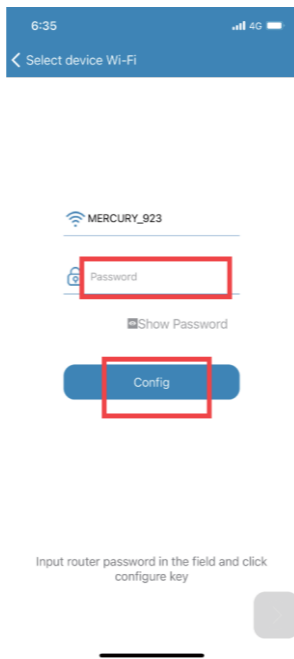 6:35
4G
Select device Wi-Fi
MERCURY_923
Password
Show Password
Config
Input router password in the field and click
configure key